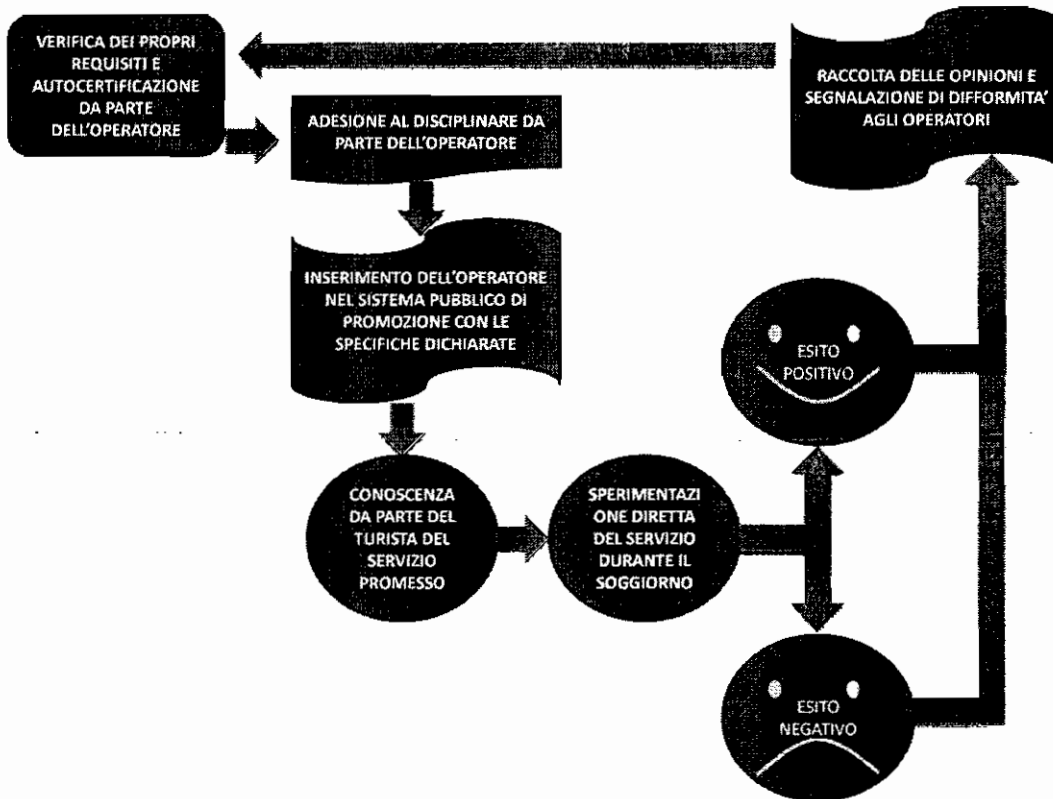 VERIFICA DEI PROPRI
REQUISITI E
AUTOCERTIFICAZIONE
DA PARTE
DELL'OPERATORE
ADESIONE AL DISCIPLINARE DA
PARTE DELL'OPERATORE
INSERIMENTO DELL'OPERATORE
NEL SISTEMA PUBBLICO DI
PROMOZIONE CON LE
SPECIFICHE DICHIARATE
CONOSCENZA
DA PARTE DEL
TURISTA DEL
SERVIZIO
PROMESSO
SPERIMENTAZI
ONE DIRETTA
DEL SERVIZIO
DURANTE IL
SOGGIORNO
ESITO
POSITIVO
ESITO
NEGATIVO
RACCOLTA DELLE OPINIONI E
SEGNALAZIONE DI DIFFORMITA'
AGLI OPERATORI